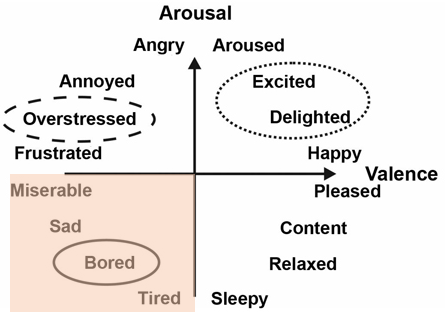 Arousal
Angry Aroused
Annoyed Excited
Overstressed Delighted
Frustrated Happy
Valence
Miserable Pleased
Sad Content
Bored Relaxed
Tired Sleepy